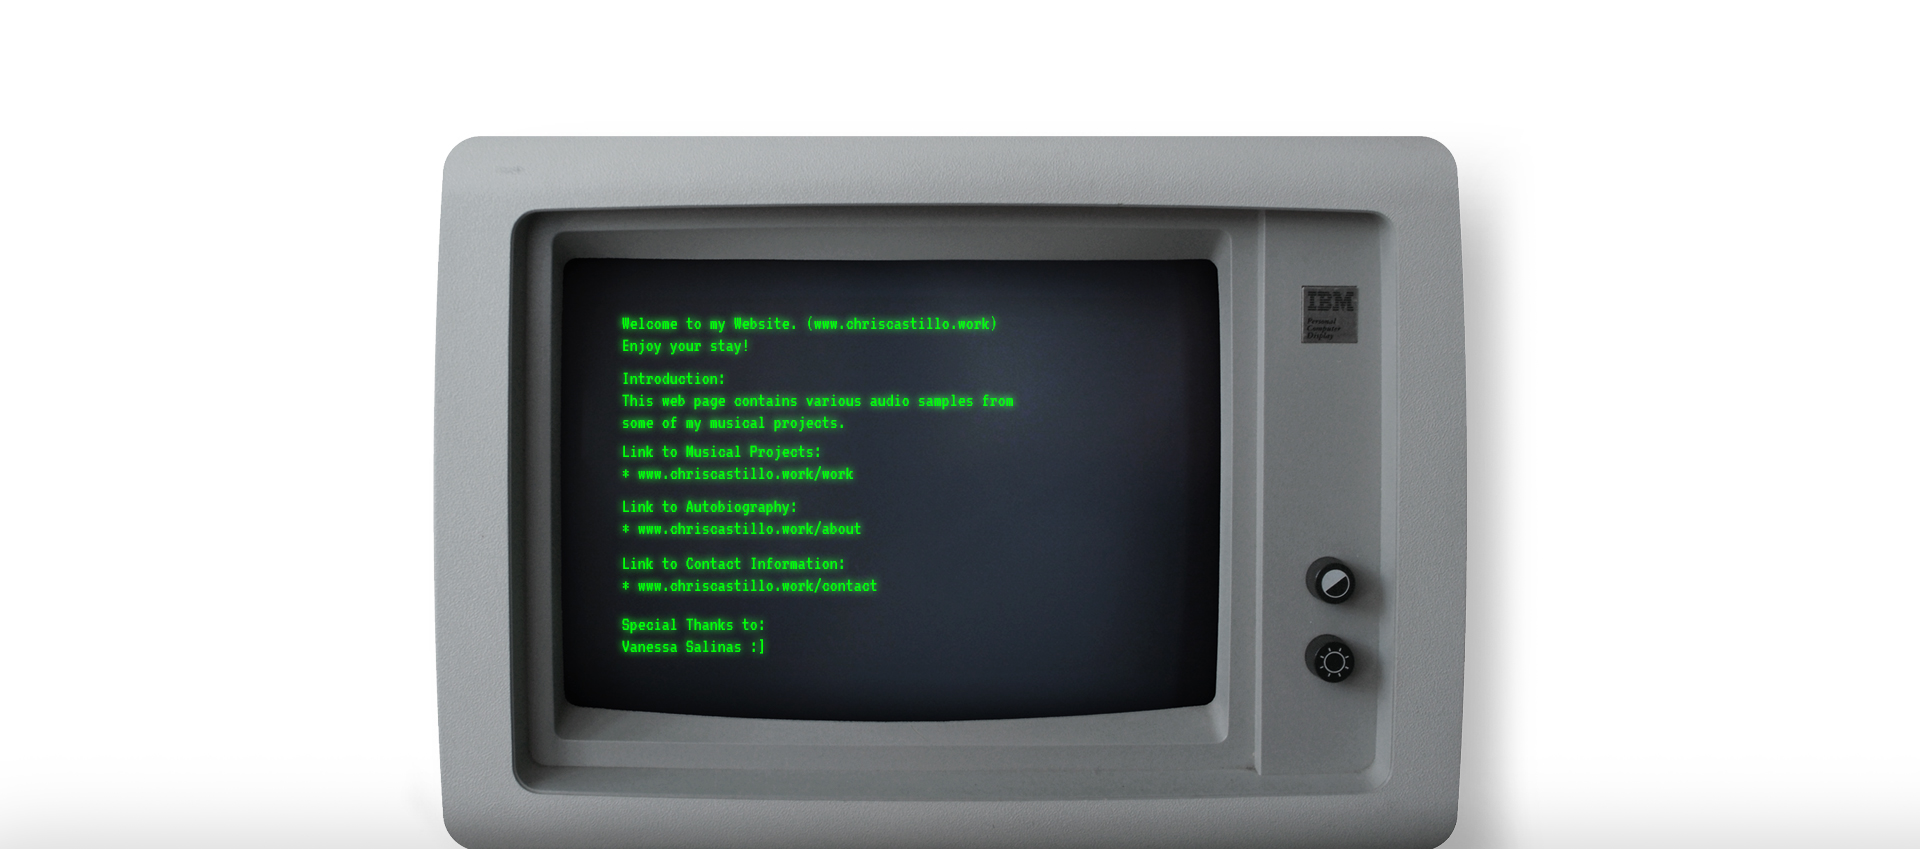 Welcome to my Website. (www.chriscastillo.work)
Enjoy your stay!
Introduction:
This web page contains various audio samples from
some of my musical projects.
Link to Musical Projects:
* www.chriscastillo.work/work
Link to Autobiography:
* www.chriscastillo.work/about
Link to Contact Information:
* www.chriscastillo.work/contact
Special Thanks to:
Vanessa Salinas :]
IBM
Personal
Computer
Display